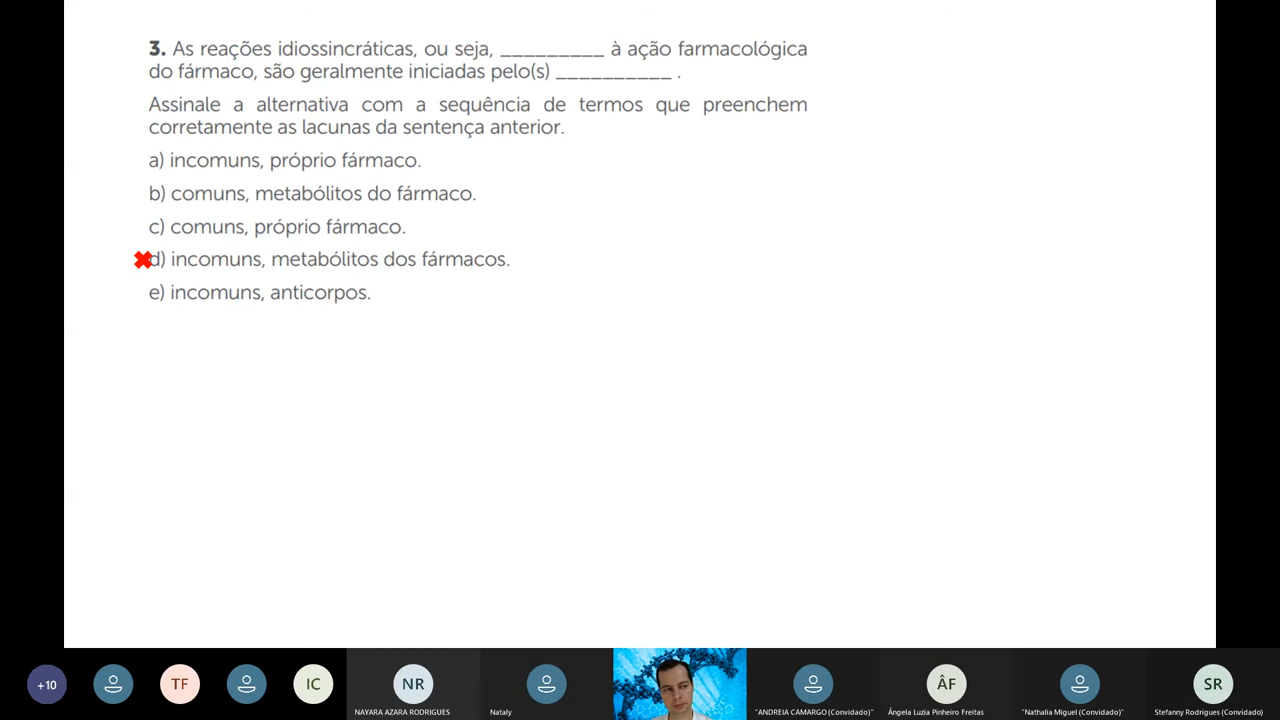 3. As reações idiossincráticas, ou seja, _________ à ação farmacológica
do fármaco, são geralmente iniciadas pelo(s) __________ .
Assinale a alternativa com a sequência de termos que preenchem
corretamente as lacunas da sentença anterior.
a) incomuns, próprio fármaco.
b) comuns, metabólitos do fármaco.
c) comuns, próprio fármaco.
d) incomuns, metabólitos dos fármacos.
e) incomuns, anticorpos.
+10
TF
IC
NR
ÂF
SR
NAYARA AZARA RODRIGUES
Nataly
"ANDREIA CAMARGO (Convidado)"
Ângela Luzia Pinheiro Freitas
"Nathalia Miguel (Convidado)"
Stefanny Rodrigues (Convidado)